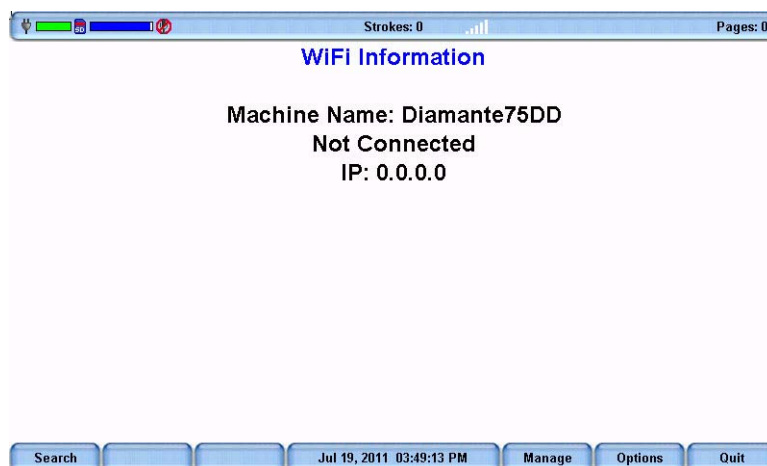 SD Strokes: 0 Pages: 0
WiFi Information
Machine Name: Diamante75DD
Not Connected
IP: 0.0.0.0
Search Jul 19, 2011 03:49:13 PM Manage Options Quit